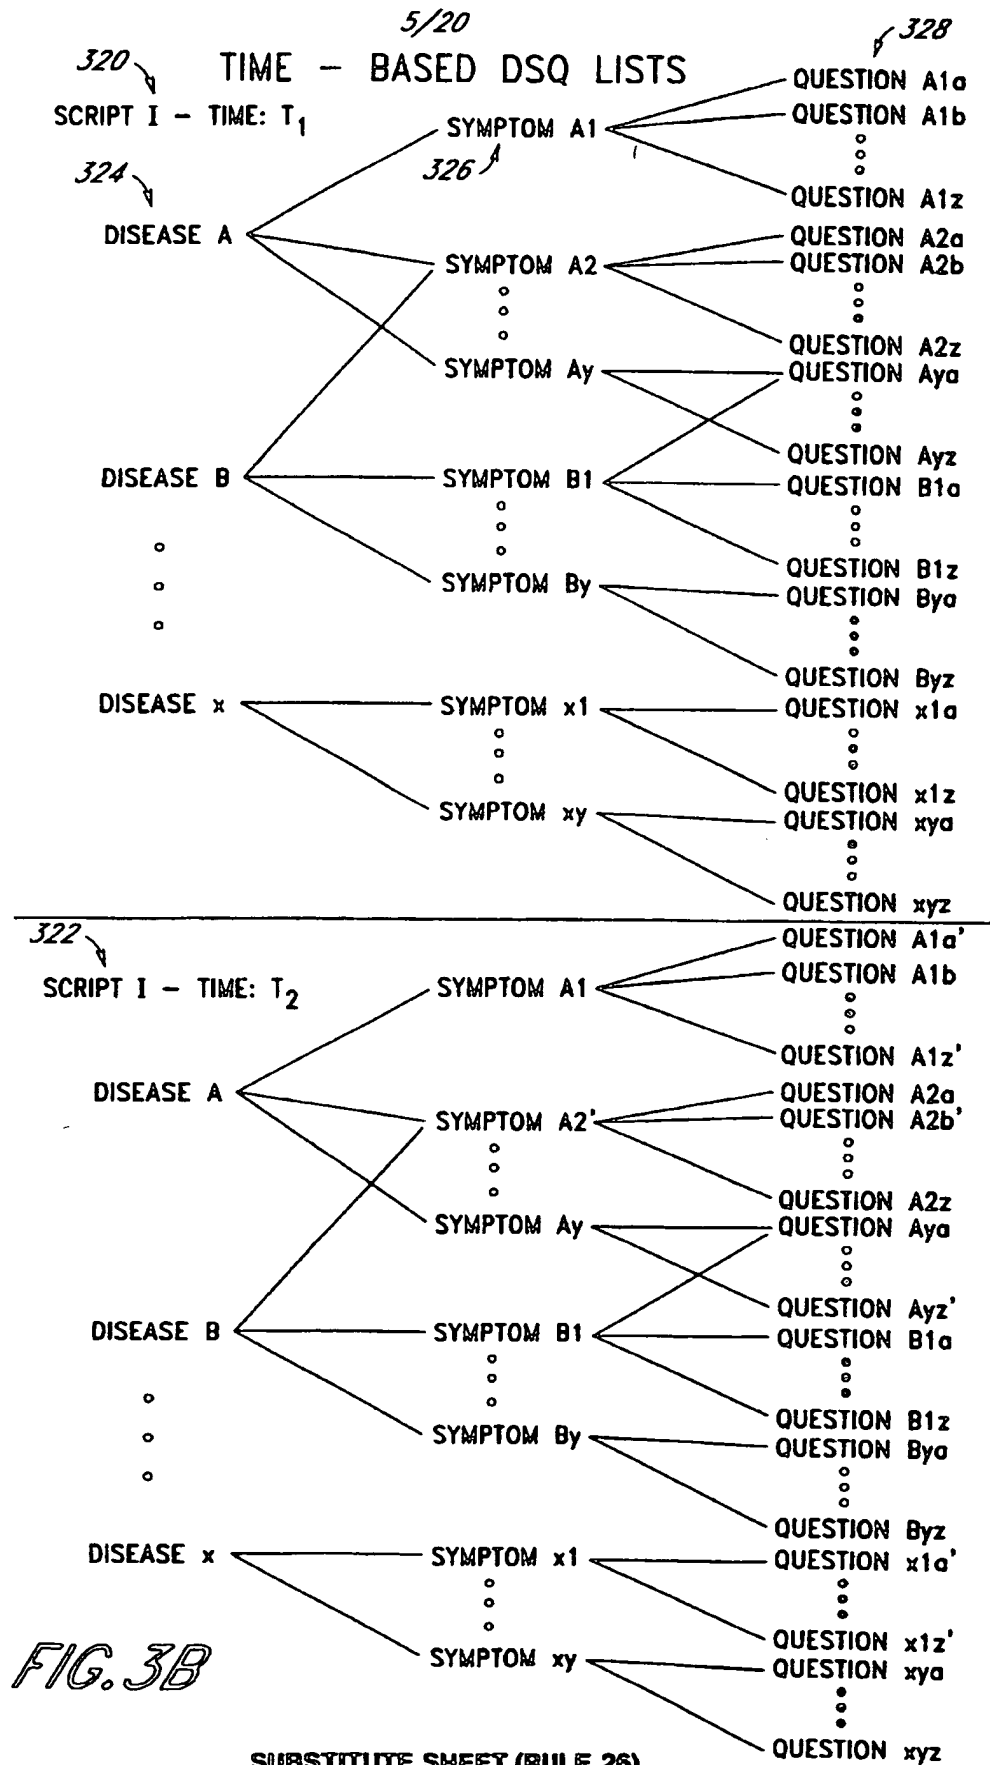 5/20
328
320
TIME - BASED DSQ LISTS
QUESTION A1a
SCRIPT I - TIME: T1
QUESTION A1b
SYMPTOM A1
326
324
QUESTION A1z
DISEASE A
QUESTION A2a
SYMPTOM A2
QUESTION A2b
QUESTION A2z
SYMPTOM Ay
QUESTION Aya
QUESTION Ayz
DISEASE B
SYMPTOM B1
QUESTION B1a
QUESTION B1z
SYMPTOM By
QUESTION Bya
QUESTION Byz
DISEASE x
SYMPTOM x1
QUESTION x1a
QUESTION x1z
SYMPTOM xy
QUESTION xya
QUESTION xyz
322
QUESTION A1a'
SCRIPT I - TIME: T2
SYMPTOM A1
QUESTION A1b
QUESTION A1z'
DISEASE A
QUESTION A2a
SYMPTOM A2'
QUESTION A2b'
QUESTION A2z
SYMPTOM Ay
QUESTION Aya
QUESTION Ayz'
DISEASE B
SYMPTOM B1
QUESTION B1a
QUESTION B1z
SYMPTOM By
QUESTION Bya
QUESTION Byz
DISEASE x
SYMPTOM x1
QUESTION x1a'
QUESTION x1z'
FIG. 3B
SYMPTOM xy
QUESTION xya
QUESTION xyz
SUBSTITUTE SHEET (RULE 26)